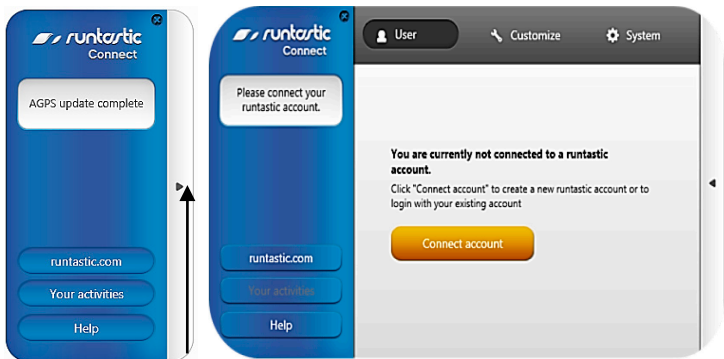 runtastic
Connect
AGPS update complete
runtastic.com
Your activities
Help
runtastic
Connect
Please connect your
runtastic account.
runtastic.com
Your activities
Help
User
Customize
System
You are currently not connected to a runtastic
account.
Click "Connect account" to create a new runtastic account or to
login with your existing account
Connect account